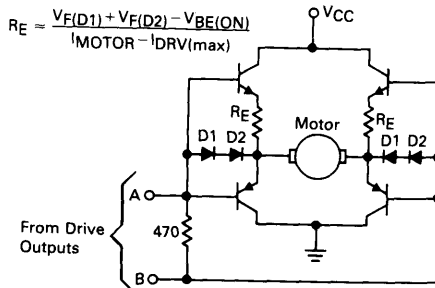 R_E = V_F(D1) + V_F(D2) − V_BE(ON) / I_MOTOR − I_DRV(max)
VCC
R_E
R_E
D1 D2
Motor
D1 D2
A
From Drive
Outputs
470
B